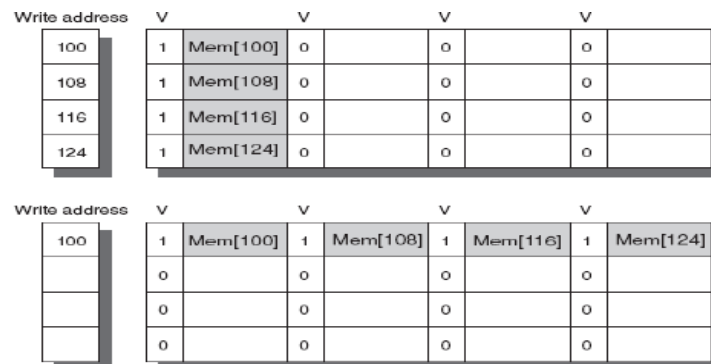 Write address V V V V
100 1 Mem[100] 0 0 0
108 1 Mem[108] 0 0 0
116 1 Mem[116] 0 0 0
124 1 Mem[124] 0 0 0
Write address V V V V
100 1 Mem[100] 1 Mem[108] 1 Mem[116] 1 Mem[124]
0 0 0 0
0 0 0 0
0 0 0 0